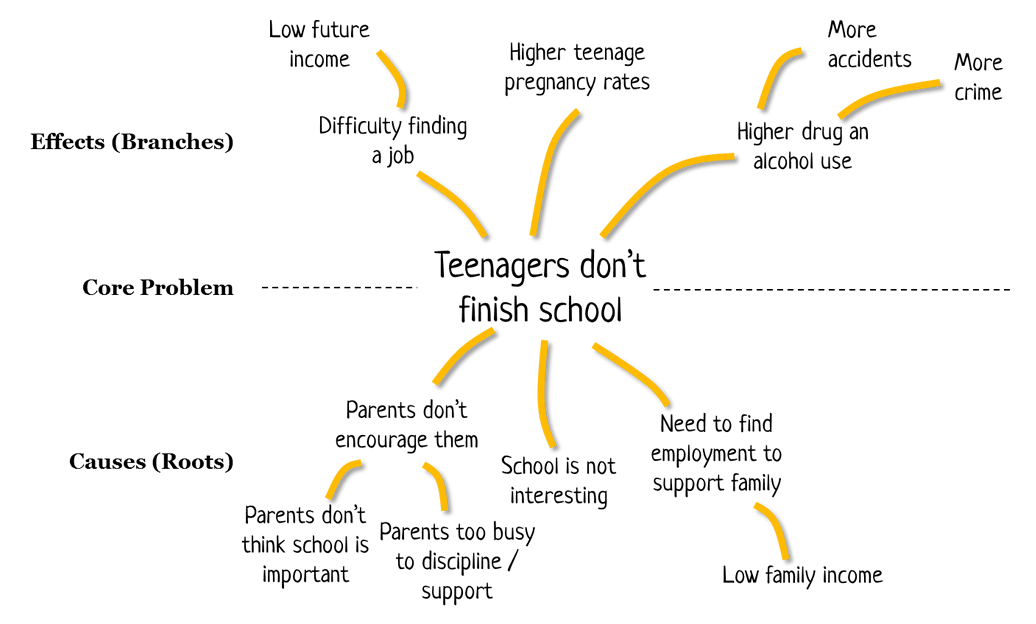 Low future
income
Higher teenage
pregnancy rates
More
accidents
More
crime
Effects (Branches)
Difficulty finding
a job
Higher drug an
alcohol use
Core Problem
Teenagers don't
finish school
Causes (Roots)
Parents don't
encourage them
School is not
interesting
Need to find
employment to
support family
Parents don't
think school is
important
Parents too busy
to discipline /
support
Low family income